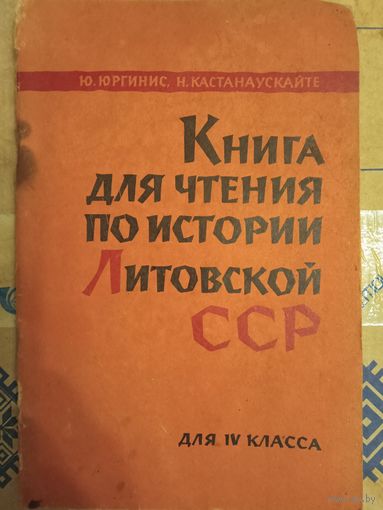 Ю. ЮРГИНИС, Н. КАСТАНАУСКАЙТЕ
КНИГА
ДЛЯ ЧТЕНИЯ
ПО ИСТОРИИ
ЛИТОВСКОЙ
ССР
ДЛЯ IV КЛАССА